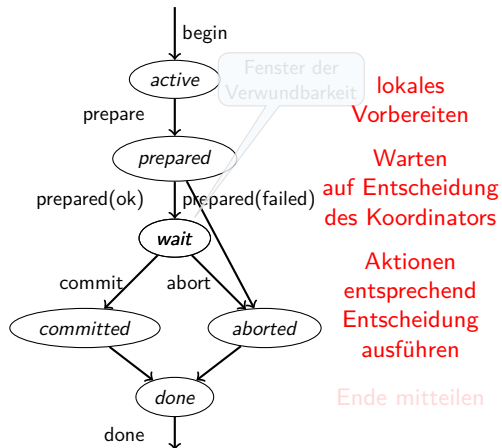 begin
Fenster der
Verwundbarkeit
active
lokales
Vorbereiten
prepare
prepared
Warten
auf Entscheidung
des Koordinators
prepared(ok)
prepared(failed)
wait
Aktionen
entsprechend
Entscheidung
ausführen
commit
abort
committed
aborted
done
Ende mitteilen
done